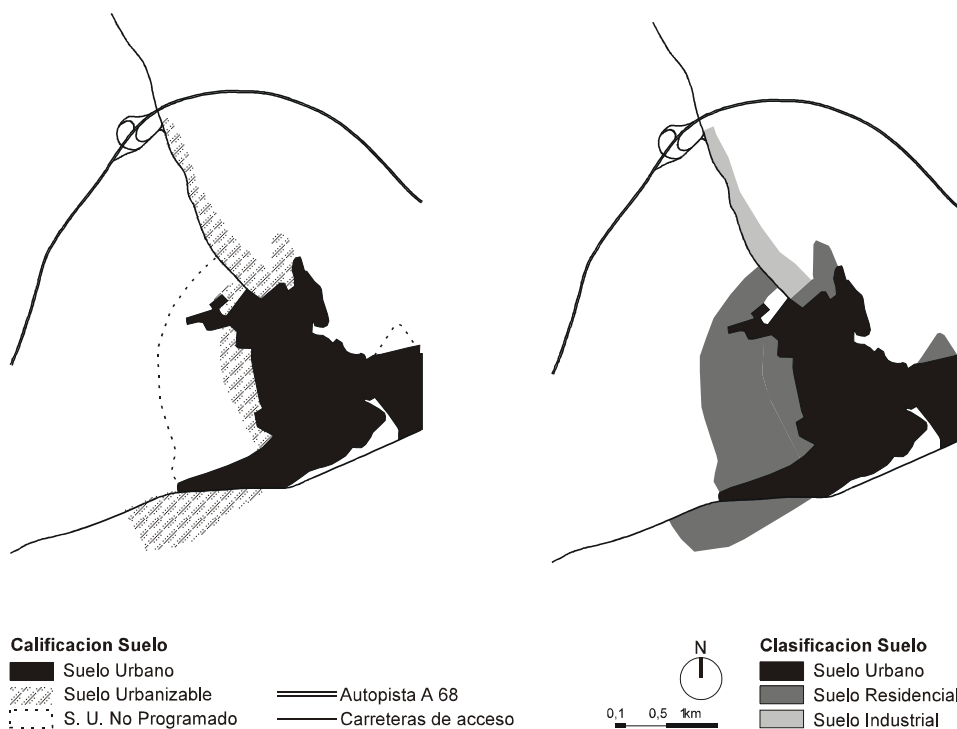 Calificacion Suelo
Suelo Urbano
Suelo Urbanizable
S. U. No Programado
Autopista A 68
Carreteras de acceso
N
0,1 0,5 1km
Clasificacion Suelo
Suelo Urbano
Suelo Residencial
Suelo Industrial